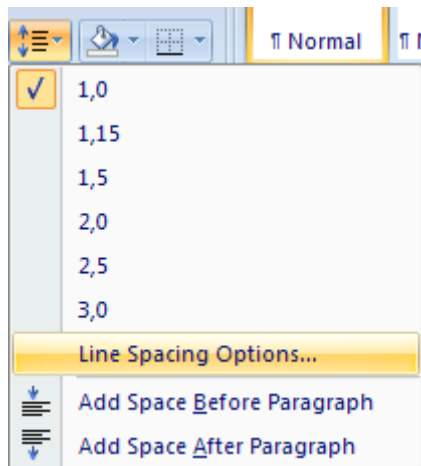 ¶ Normal ¶
1,0
1,15
1,5
2,0
2,5
3,0
Line Spacing Options...
Add Space Before Paragraph
Add Space After Paragraph